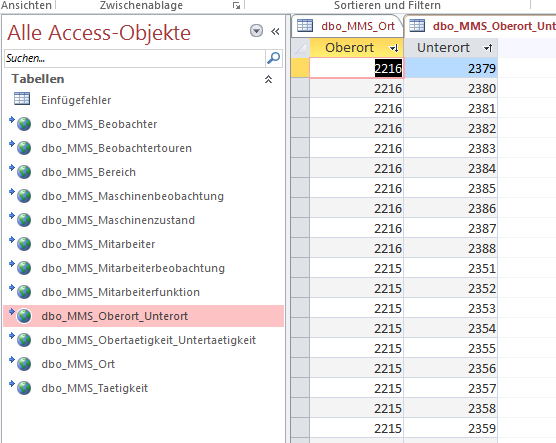 Ansichten Zwischenablage Sortieren und Filtern
Alle Access-Objekte
Suchen...
Tabellen
Einfügefehler
dbo_MMS_Beobachter
dbo_MMS_Beobachtertouren
dbo_MMS_Bereich
dbo_MMS_Maschinenbeobachtung
dbo_MMS_Maschinenzustand
dbo_MMS_Mitarbeiter
dbo_MMS_Mitarbeiterbeobachtung
dbo_MMS_Mitarbeiterfunktion
dbo_MMS_Oberort_Unterort
dbo_MMS_Obertaetigkeit_Untertaetigkeit
dbo_MMS_Ort
dbo_MMS_Taetigkeit
dbo_MMS_Ort dbo_MMS_Oberort_Unt
Oberort Unterort
2216 2379
2216 2380
2216 2381
2216 2382
2216 2383
2216 2384
2216 2385
2216 2386
2216 2387
2216 2388
2215 2351
2215 2352
2215 2353
2215 2354
2215 2355
2215 2356
2215 2357
2215 2358
2215 2359